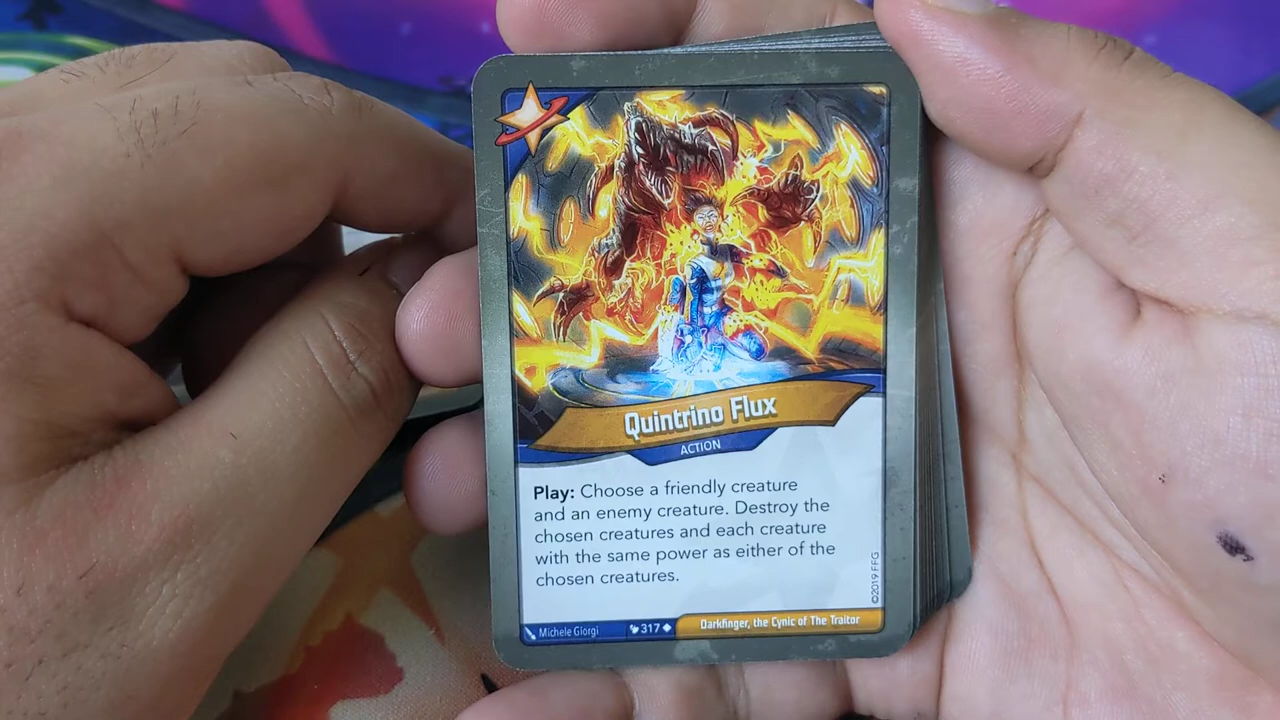 Quintrino Flux
ACTION
Play: Choose a friendly creature
and an enemy creature. Destroy the
chosen creatures and each creature
with the same power as either of the
chosen creatures.
©2019 FFG
Michele Giorgi
317
Darkfinger, the Cynic of The Traitor